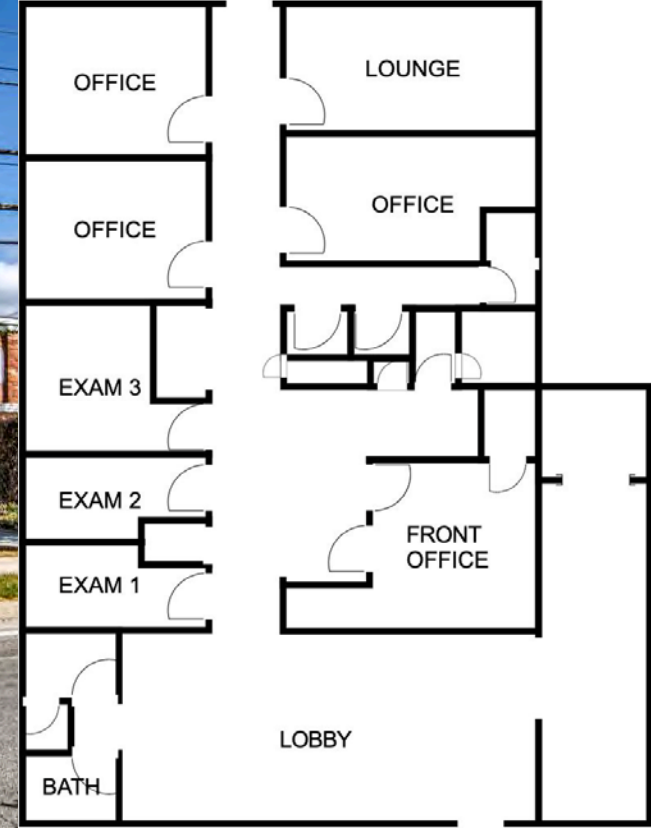 OFFICE
LOUNGE
OFFICE
OFFICE
EXAM 3
EXAM 2
FRONT
OFFICE
EXAM 1
LOBBY
BATH